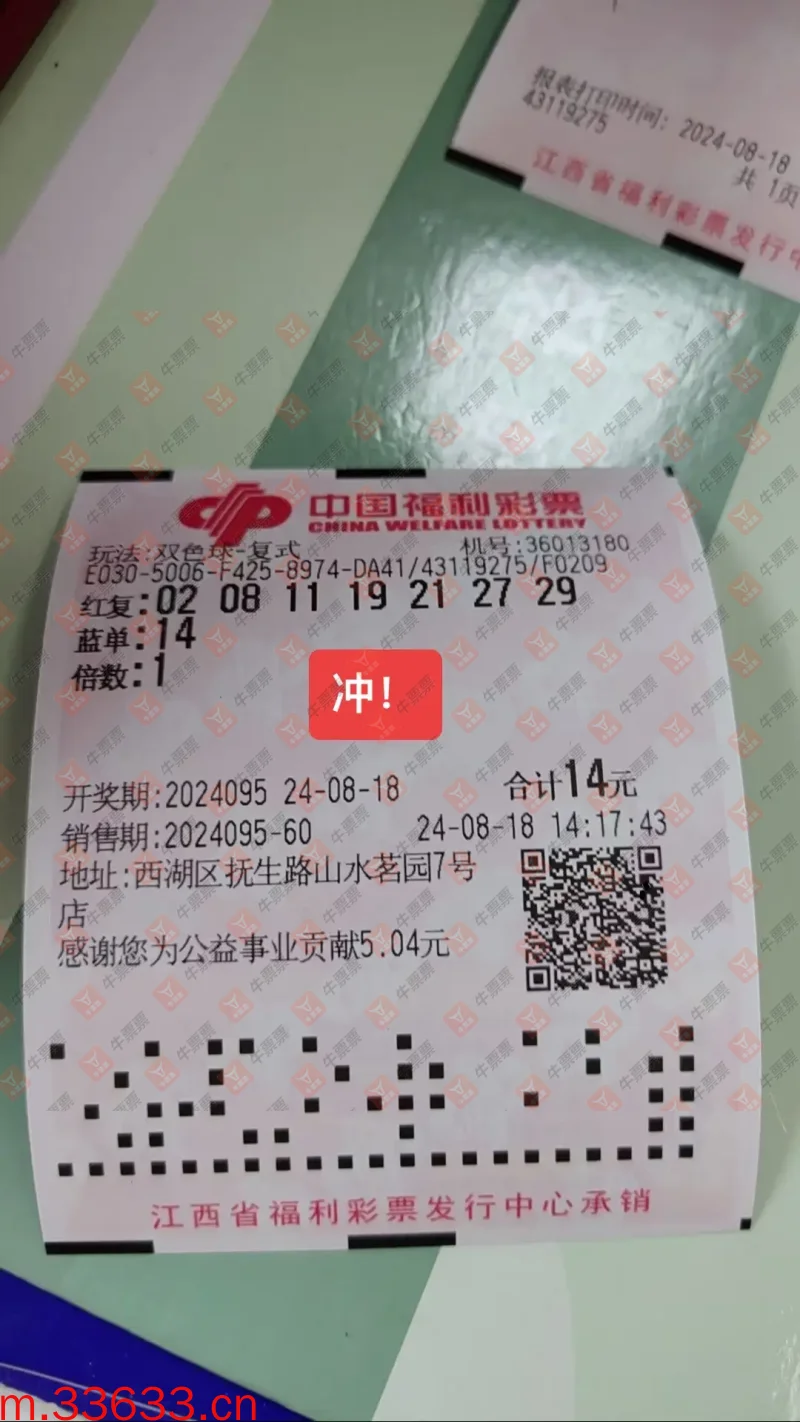 报表打印时间: 2024-08-18
43119275
共 1页
江西省福利彩票发行中
中国福利彩票
CHINA WELFARE LOTTERY
玩法:双色球-复式 机号:36013180
E030-5006-F425-8974-DA41/43119275/F0209
红复:02 08 11 19 21 27 29
蓝单:14
倍数:1
冲!
开奖期:2024095 24-08-18 合计14元
销售期:2024095-60 24-08-18 14:17:43
地址:西湖区抚生路山水茗园7号
店
感谢您为公益事业贡献5.04元
江西省福利彩票发行中心承销
牛票票
m.33633.cn